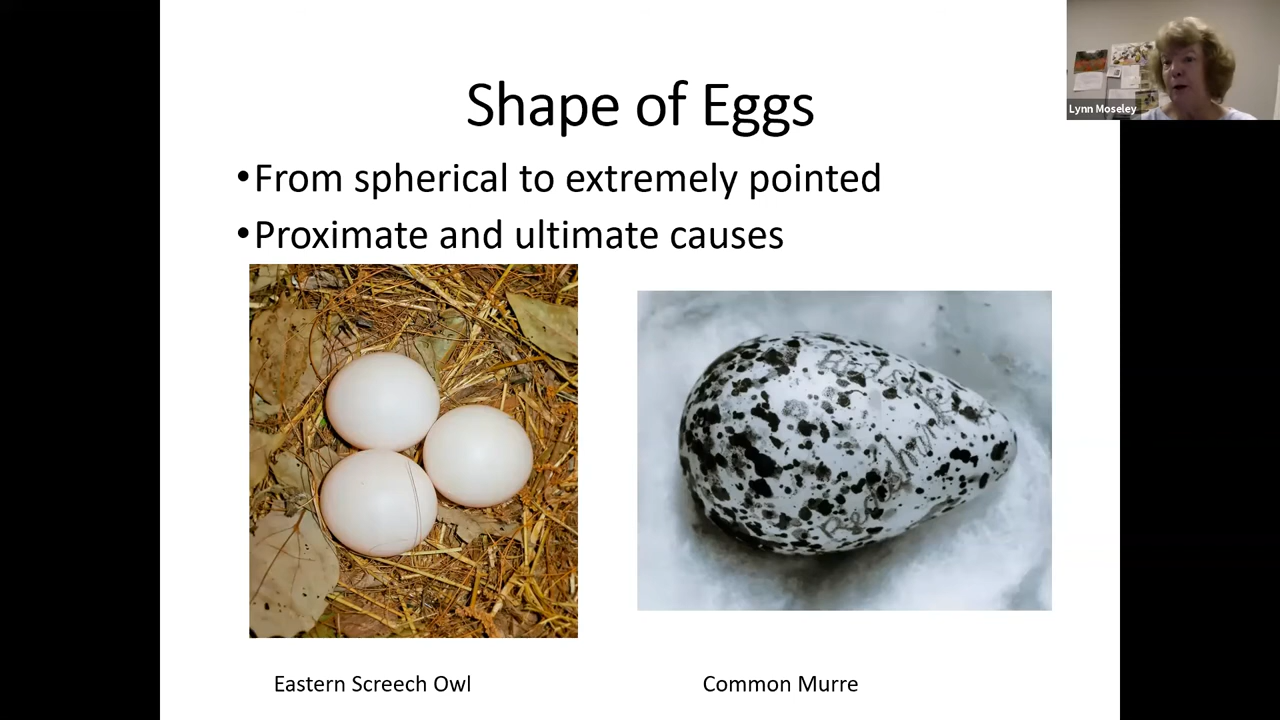 Shape of Eggs
•From spherical to extremely pointed
•Proximate and ultimate causes
Eastern Screech Owl
Common Murre
Lynn Moseley